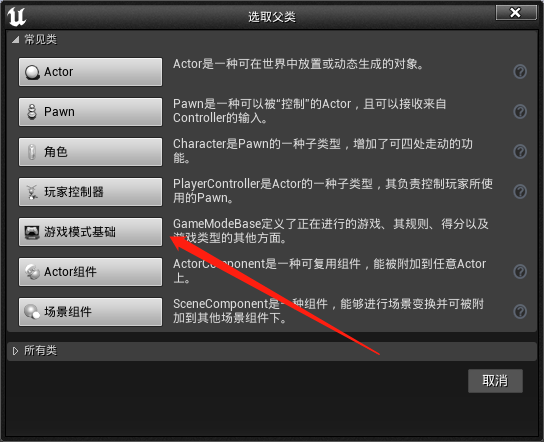 选取父类
常见类
Actor
Actor是一种可在世界中放置或动态生成的对象。
Pawn
Pawn是一种可以被“控制”的Actor，且可以接收来自
Controller的输入。
角色
Character是Pawn的一种子类型，增加了可四处走动的功
能。
玩家控制器
PlayerController是Actor的一种子类型，其负责控制玩家所使
用的Pawn。
游戏模式基础
GameModeBase定义了正在进行的游戏、其规则、得分以及
游戏类型的其他方面。
Actor组件
ActorComponent是一种可复用组件，能被附加到任意Actor
上。
场景组件
SceneComponent是一种组件，能够进行场景变换并可被附
加到其他场景组件下。
所有类
取消